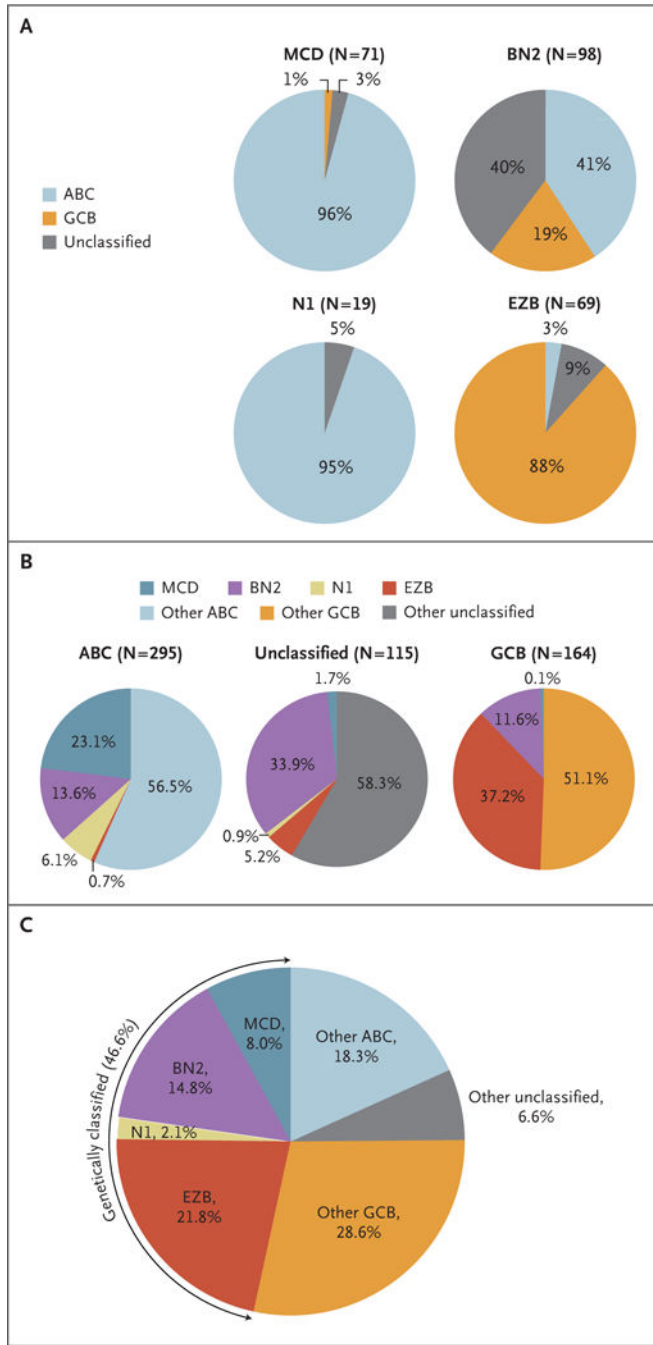 A
MCD (N=71)
1%
3%
96%
BN2 (N=98)
40%
41%
19%
ABC
GCB
Unclassified
N1 (N=19)
5%
95%
EZB (N=69)
3%
9%
88%
B
MCD
BN2
N1
EZB
Other ABC
Other GCB
Other unclassified
ABC (N=295)
23.1%
56.5%
13.6%
6.1%
0.7%
Unclassified (N=115)
1.7%
33.9%
58.3%
0.9%
5.2%
GCB (N=164)
0.1%
11.6%
51.1%
37.2%
C
Genetically classified (46.6%)
MCD,
8.0%
Other ABC,
18.3%
BN2,
14.8%
Other unclassified,
6.6%
N1, 2.1%
EZB,
21.8%
Other GCB,
28.6%